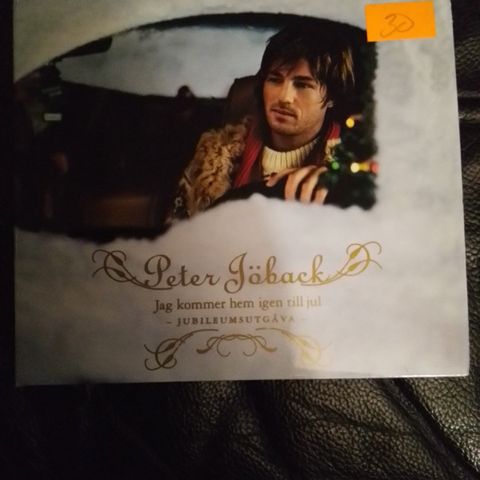 30
Peter Jöback
Jag kommer hem igen till jul
- JUBILEUMSUTGÅVA -